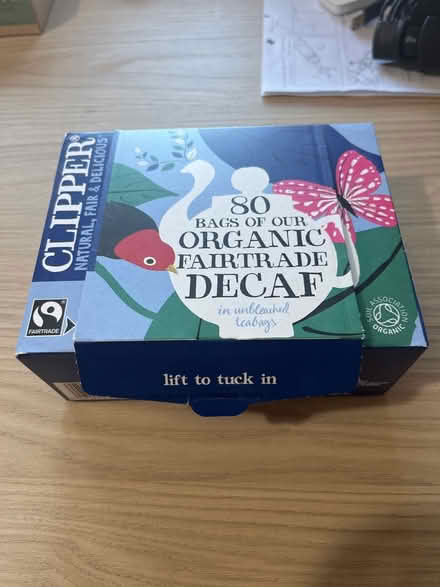 CLIPPER®
NATURAL, FAIR & DELICIOUS
80
BAGS OF OUR
ORGANIC
FAIRTRADE
DECAF
in unbleached
teabags
FAIRTRADE
SOIL ASSOCIATION
ORGANIC
lift to tuck in